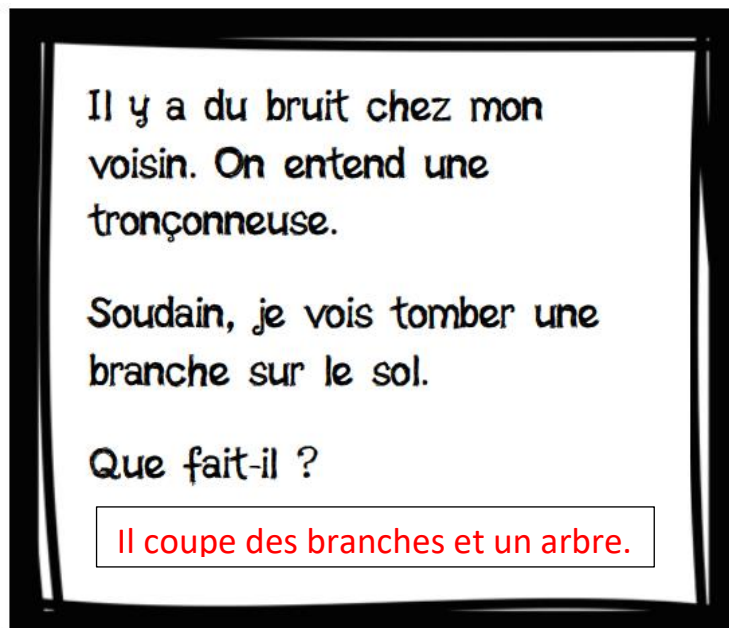 Il y a du bruit chez mon
voisin. On entend une
tronçonneuse.
Soudain, je vois tomber une
branche sur le sol.
Que fait-il ?
Il coupe des branches et un arbre.